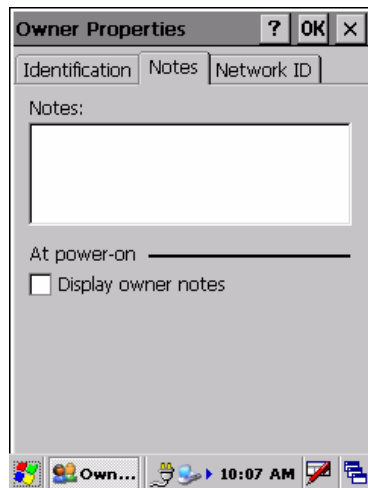 Owner Properties ? OK ×
Identification Notes Network ID
Notes:
At power-on
Display owner notes
Own... 10:07 AM